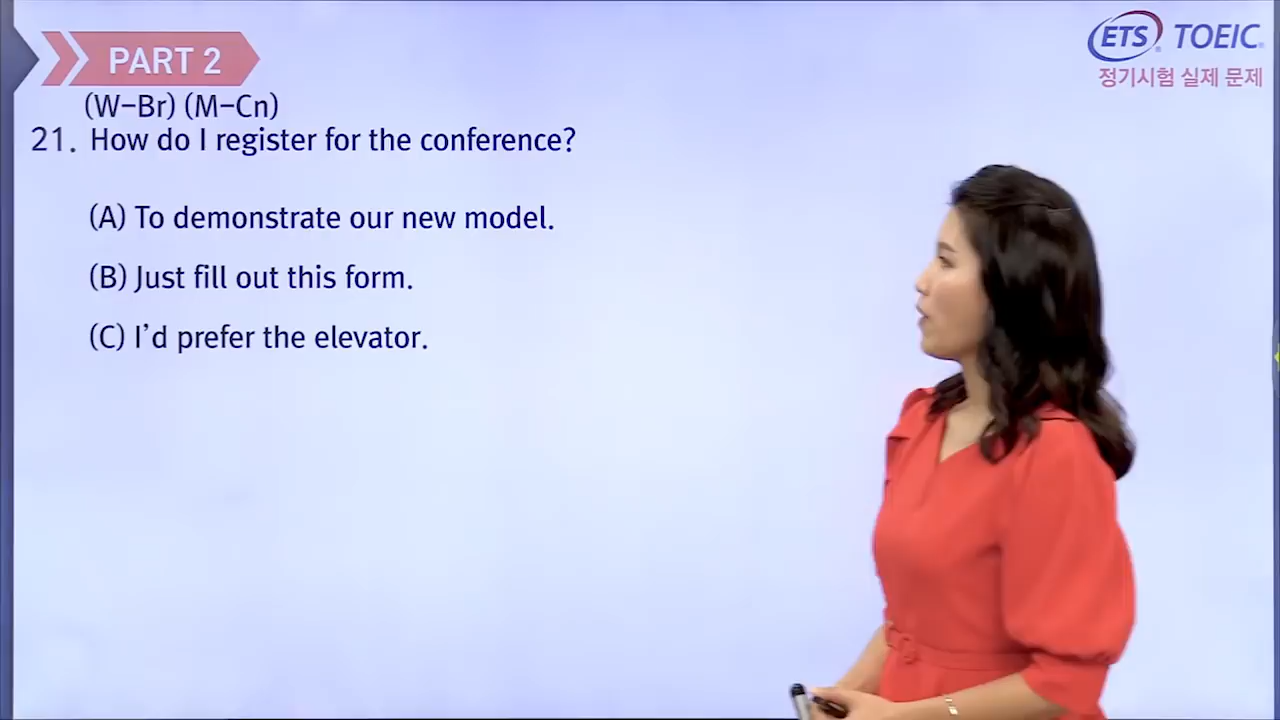 PART 2
ETS TOEIC
정기시험 실제 문제
(W-Br) (M-Cn)
21. How do I register for the conference?
(A) To demonstrate our new model.
(B) Just fill out this form.
(C) I'd prefer the elevator.